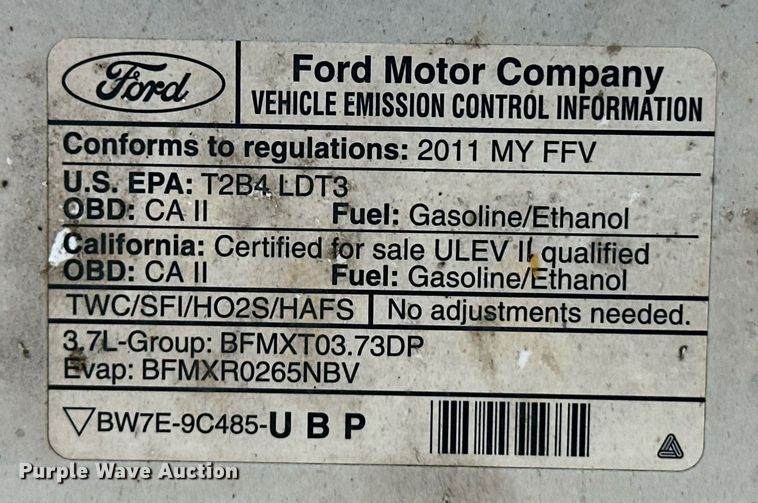 Ford
Ford Motor Company
VEHICLE EMISSION CONTROL INFORMATION
Conforms to regulations: 2011 MY FFV
U.S. EPA: T2B4 LDT3
OBD: CA II Fuel: Gasoline/Ethanol
California: Certified for sale ULEV II qualified
OBD: CA II Fuel: Gasoline/Ethanol
TWC/SFI/HO2S/HAFS No adjustments needed.
3.7L-Group: BFMXT03.73DP
Evap: BFMXR0265NBV
BW7E-9C485-U B P
Purple Wave Auction